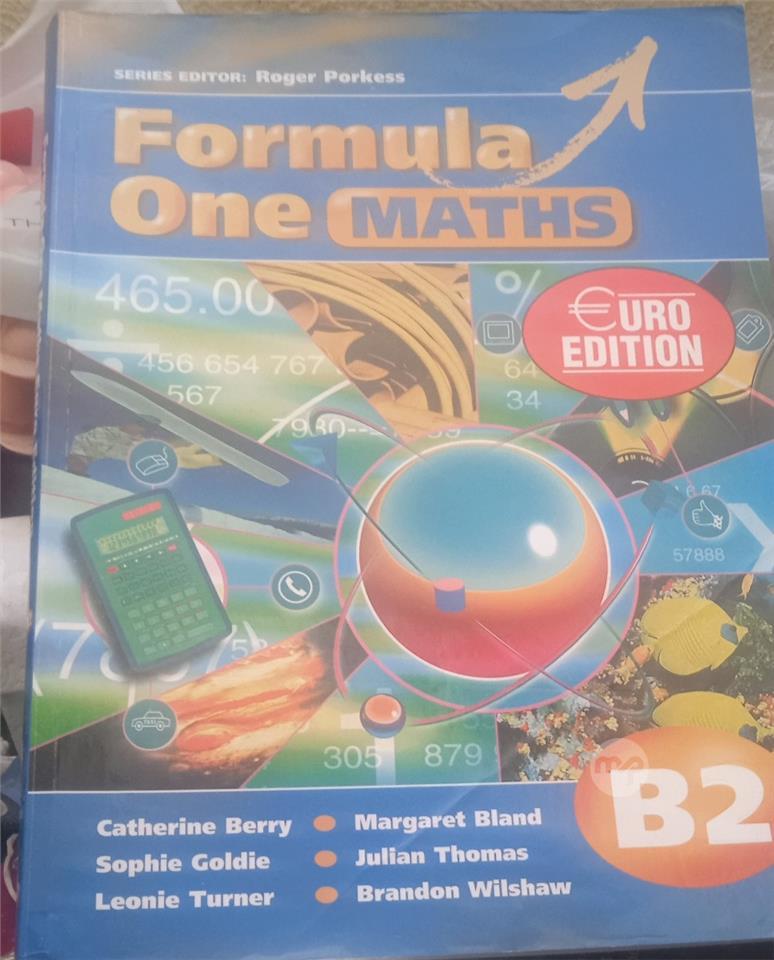 SERIES EDITOR: Roger Porkess
Formula
One MATHS
465.00
%
€URO
EDITION
456 654 767
567
64
34
57888
TAXI
305
879
B2
Catherine Berry
Margaret Bland
Sophie Goldie
Julian Thomas
Leonie Turner
Brandon Wilshaw